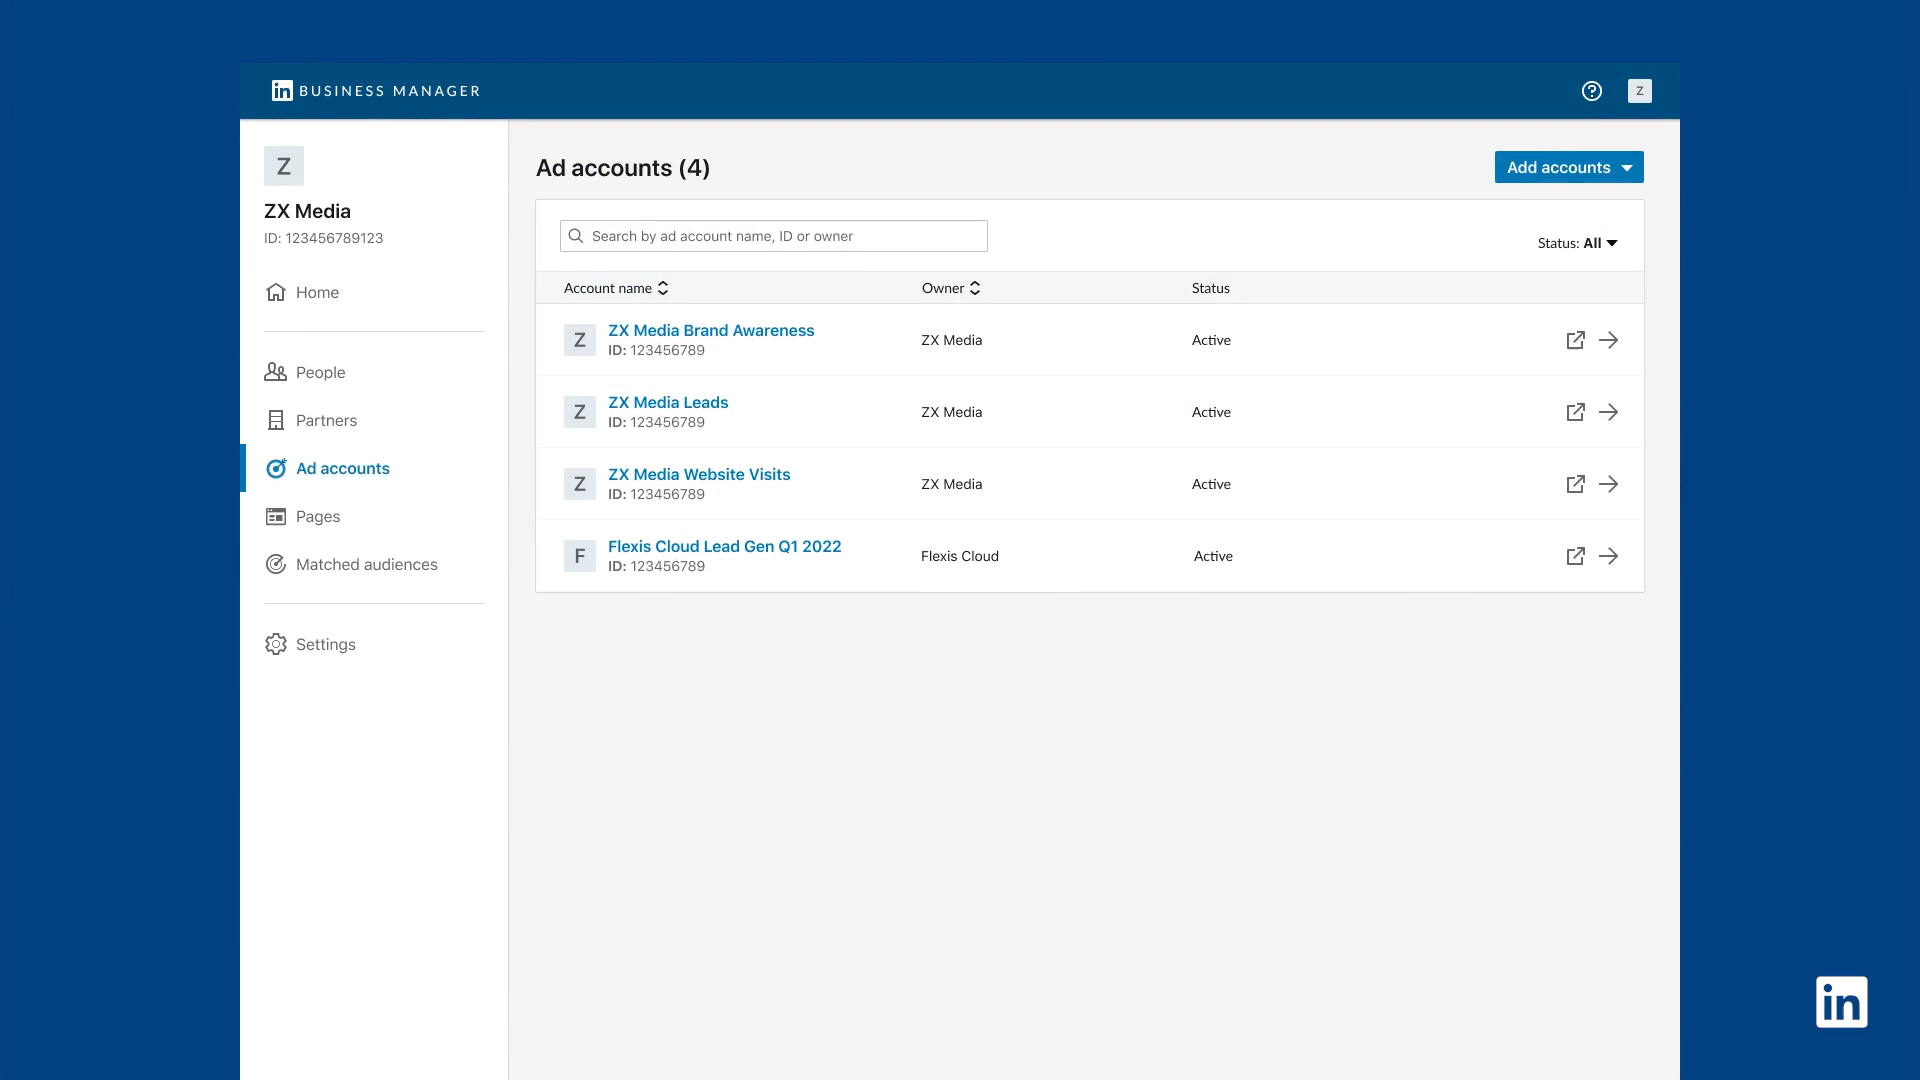 in BUSINESS MANAGER
Z
Z
ZX Media
ID: 123456789123
Home
People
Partners
Ad accounts
Pages
Matched audiences
Settings
Ad accounts (4)
Add accounts
Search by ad account name, ID or owner
Status: All
Account name Owner Status
Z ZX Media Brand Awareness
ID: 123456789
ZX Media Active
Z ZX Media Leads
ID: 123456789
ZX Media Active
Z ZX Media Website Visits
ID: 123456789
ZX Media Active
F Flexis Cloud Lead Gen Q1 2022
ID: 123456789
Flexis Cloud Active
in